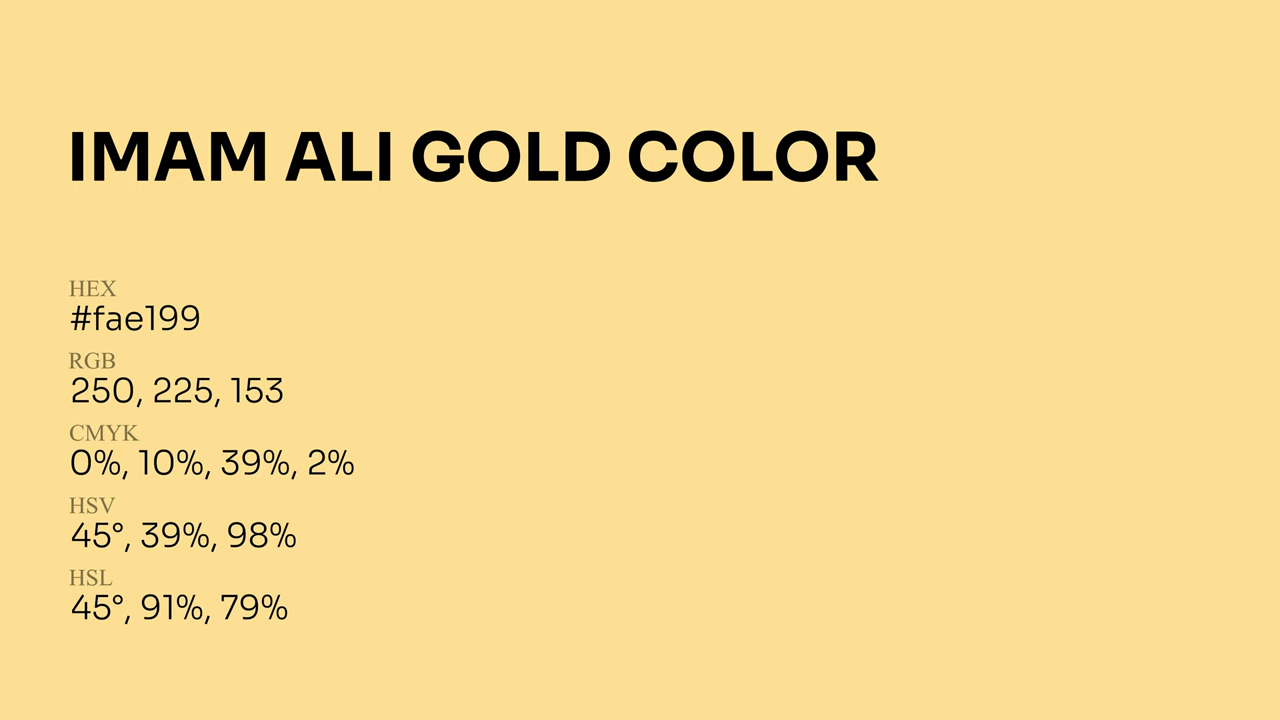 IMAM ALI GOLD COLOR
HEX
#fae199
RGB
250, 225, 153
CMYK
0%, 10%, 39%, 2%
HSV
45°, 39%, 98%
HSL
45°, 91%, 79%